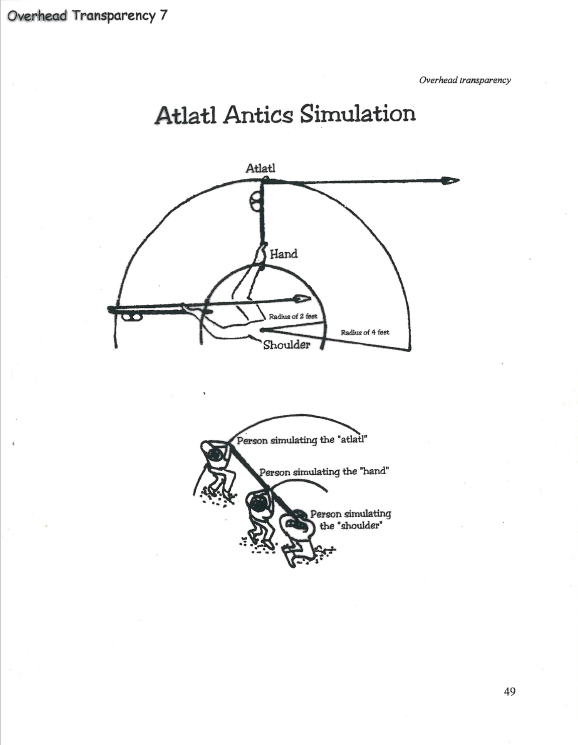 Overhead Transparency 7
Overhead transparency
Atlatl Antics Simulation
Atlatl
Hand
Radius of 2 feet
Radius of 4 feet
Shoulder
Person simulating the "atlatl"
Person simulating the "hand"
Person simulating
the "shoulder"
49